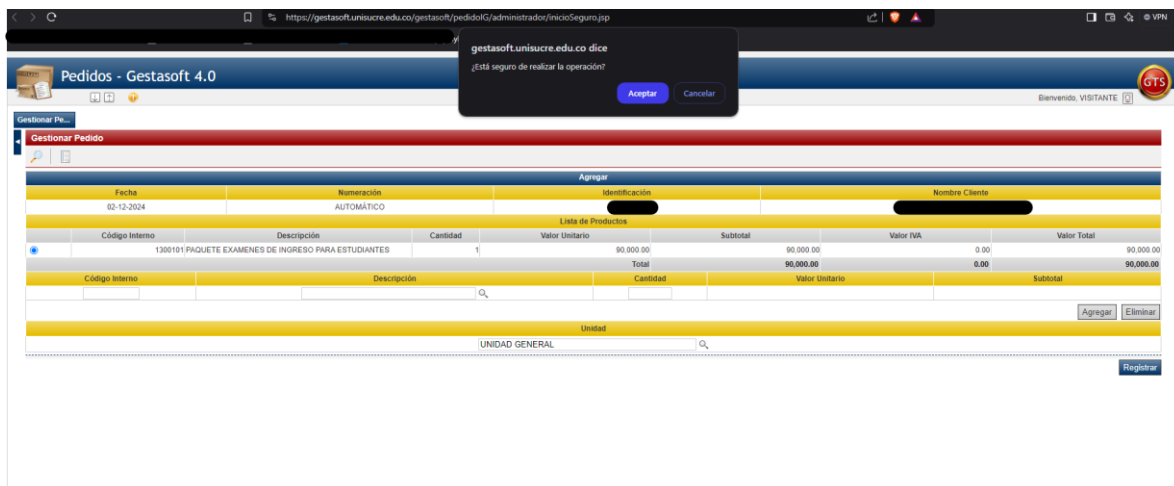 https://gestasoft.unisucre.edu.co/gestasoft/pedidoIG/administrador/inicioSeguro.jsp
VPN
gestasoft.unisucre.edu.co dice
¿Está seguro de realizar la operación?
Aceptar Cancelar
Pedidos - Gestasoft 4.0
GTS
Bienvenido, VISITANTE
Gestionar Pe...
Gestionar Pedido
Agregar
Fecha Numeración Identificación Nombre Cliente
02-12-2024 AUTOMÁTICO
Lista de Productos
Código Interno Descripción Cantidad Valor Unitario Subtotal Valor IVA Valor Total
1300101 PAQUETE EXAMENES DE INGRESO PARA ESTUDIANTES 1 90,000.00 90,000.00 0.00 90,000.00
Total 90,000.00 0.00 90,000.00
Código Interno Descripción Cantidad Valor Unitario Subtotal
Agregar Eliminar
Unidad
UNIDAD GENERAL
Registrar